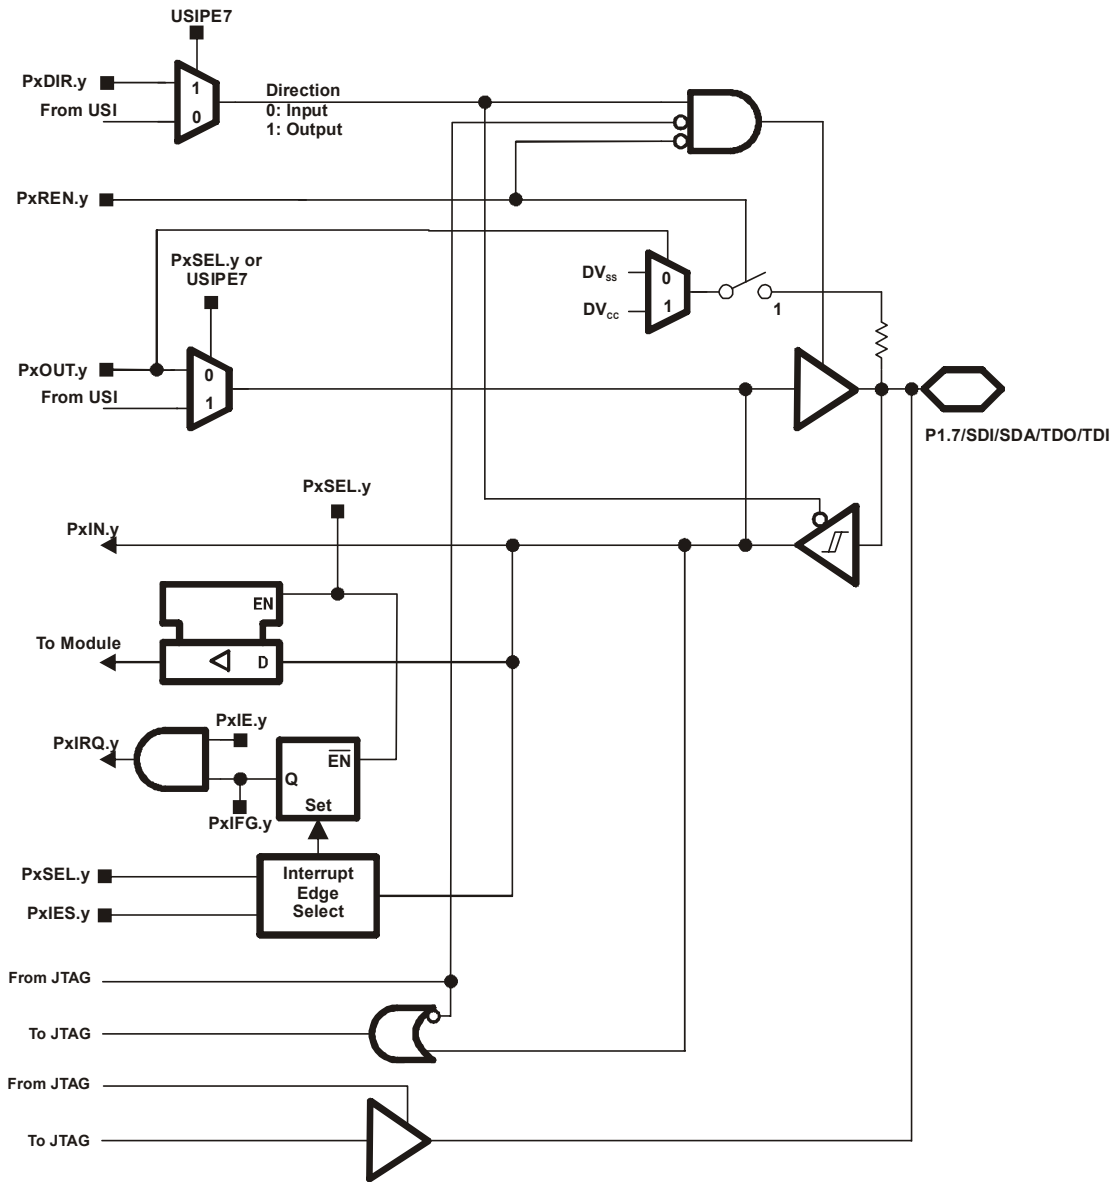 USIPE7
PxDIR.y
1
From USI
0
Direction
0: Input
1: Output
PxREN.y
PxSEL.y or
USIPE7
DVSS
0
DVCC
1
1
PxOUT.y
0
From USI
1
P1.7/SDI/SDA/TDO/TDI
PxSEL.y
PxIN.y
EN
To Module
D
PxIE.y
PxIRQ.y
EN
Q
Set
PxIFG.y
PxSEL.y
Interrupt
Edge
Select
PxIES.y
From JTAG
To JTAG
From JTAG
To JTAG